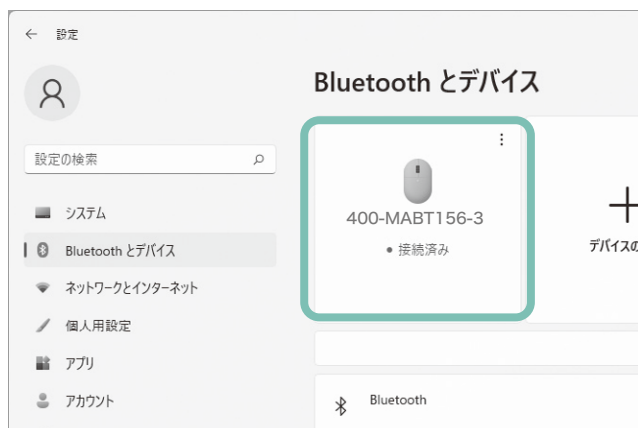 設定
設定の検索
システム
Bluetooth とデバイス
ネットワークとインターネット
個人用設定
アプリ
アカウント
Bluetooth とデバイス
400-MABT156-3
• 接続済み
デバイスの
Bluetooth